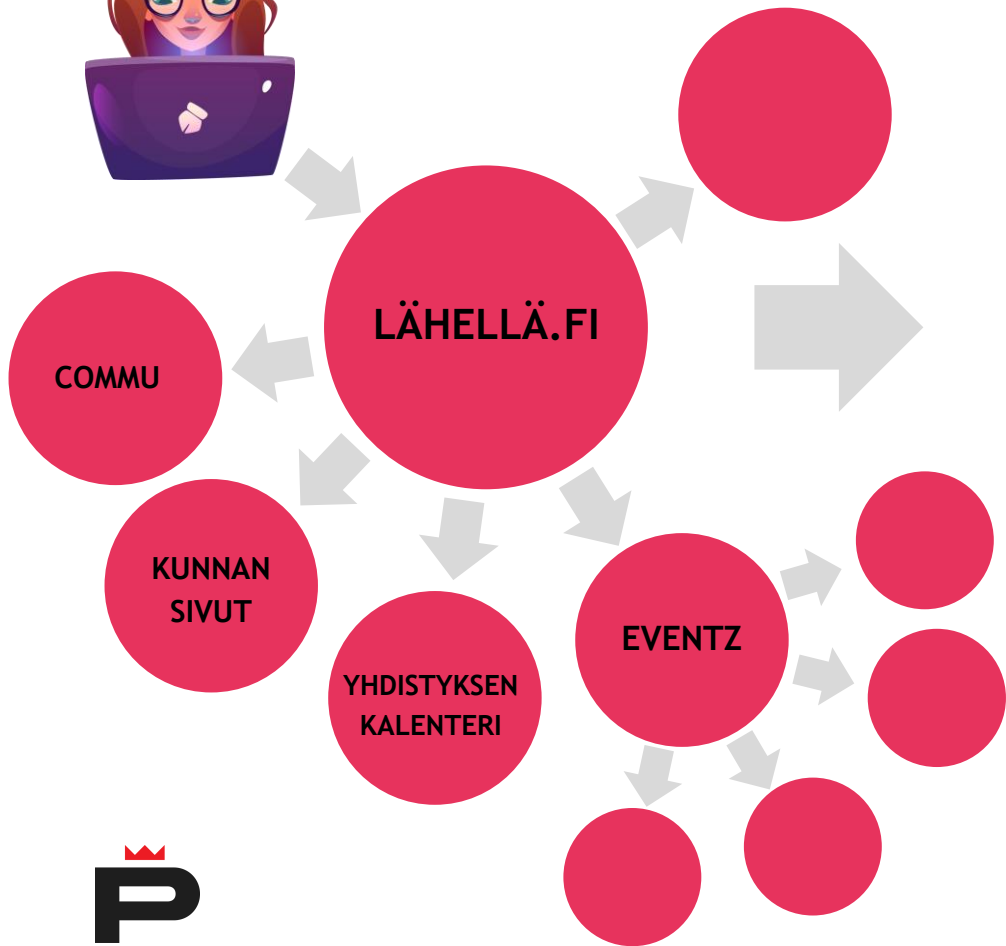 LÄHELLÄ.FI
COMMU
KUNNAN
SIVUT
YHDISTYKSEN
KALENTERI
EVENTZ
P